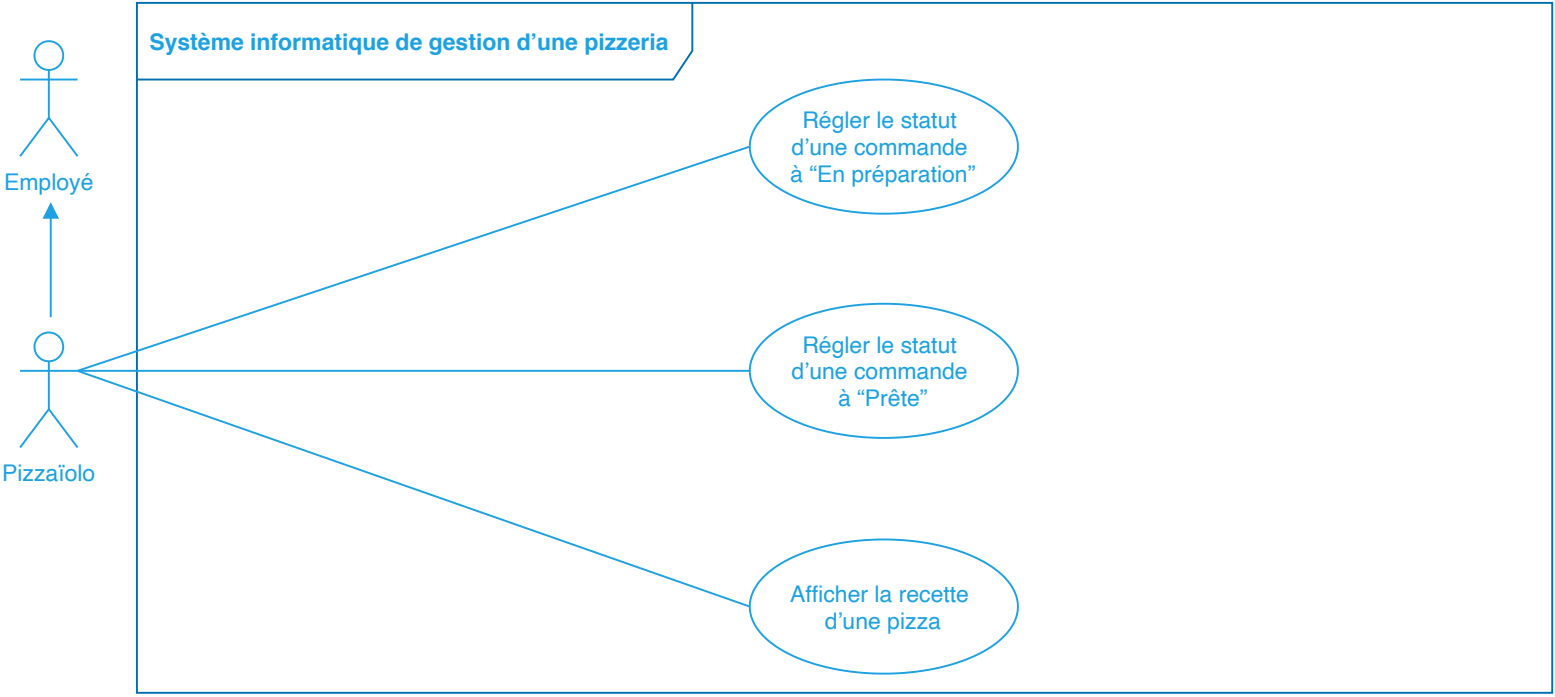 Système informatique de gestion d’une pizzeria
Employé
Régler le statut
d’une commande
à “En préparation”
Régler le statut
d’une commande
à “Prête”
Pizzaïolo
Afficher la recette
d’une pizza